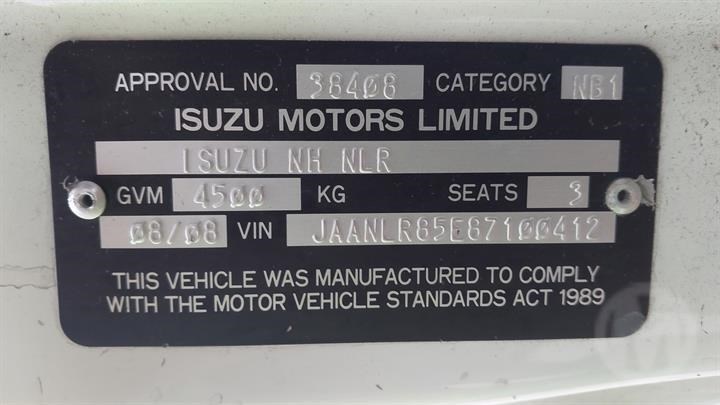 APPROVAL NO. 38408 CATEGORY NB1
ISUZU MOTORS LIMITED
ISUZU NH NLR
GVM 4500 KG SEATS 3
08/08 VIN JAANLR85E87100412
THIS VEHICLE WAS MANUFACTURED TO COMPLY
WITH THE MOTOR VEHICLE STANDARDS ACT 1989